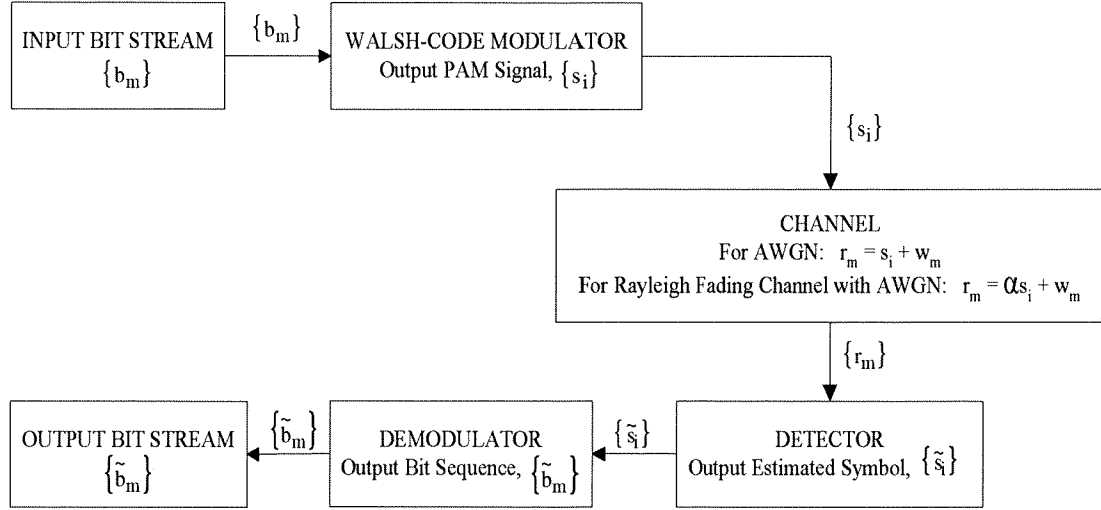 INPUT BIT STREAM
{b_m}
{b_m}
WALSH-CODE MODULATOR
Output PAM Signal, {s_i}
{s_i}
CHANNEL
For AWGN: r_m = s_i + w_m
For Rayleigh Fading Channel with AWGN: r_m = αs_i + w_m
{r_m}
DETECTOR
Output Estimated Symbol, {s̃_i}
{s̃_i}
DEMODULATOR
Output Bit Sequence, {b̃_m}
{b̃_m}
OUTPUT BIT STREAM
{b̃_m}